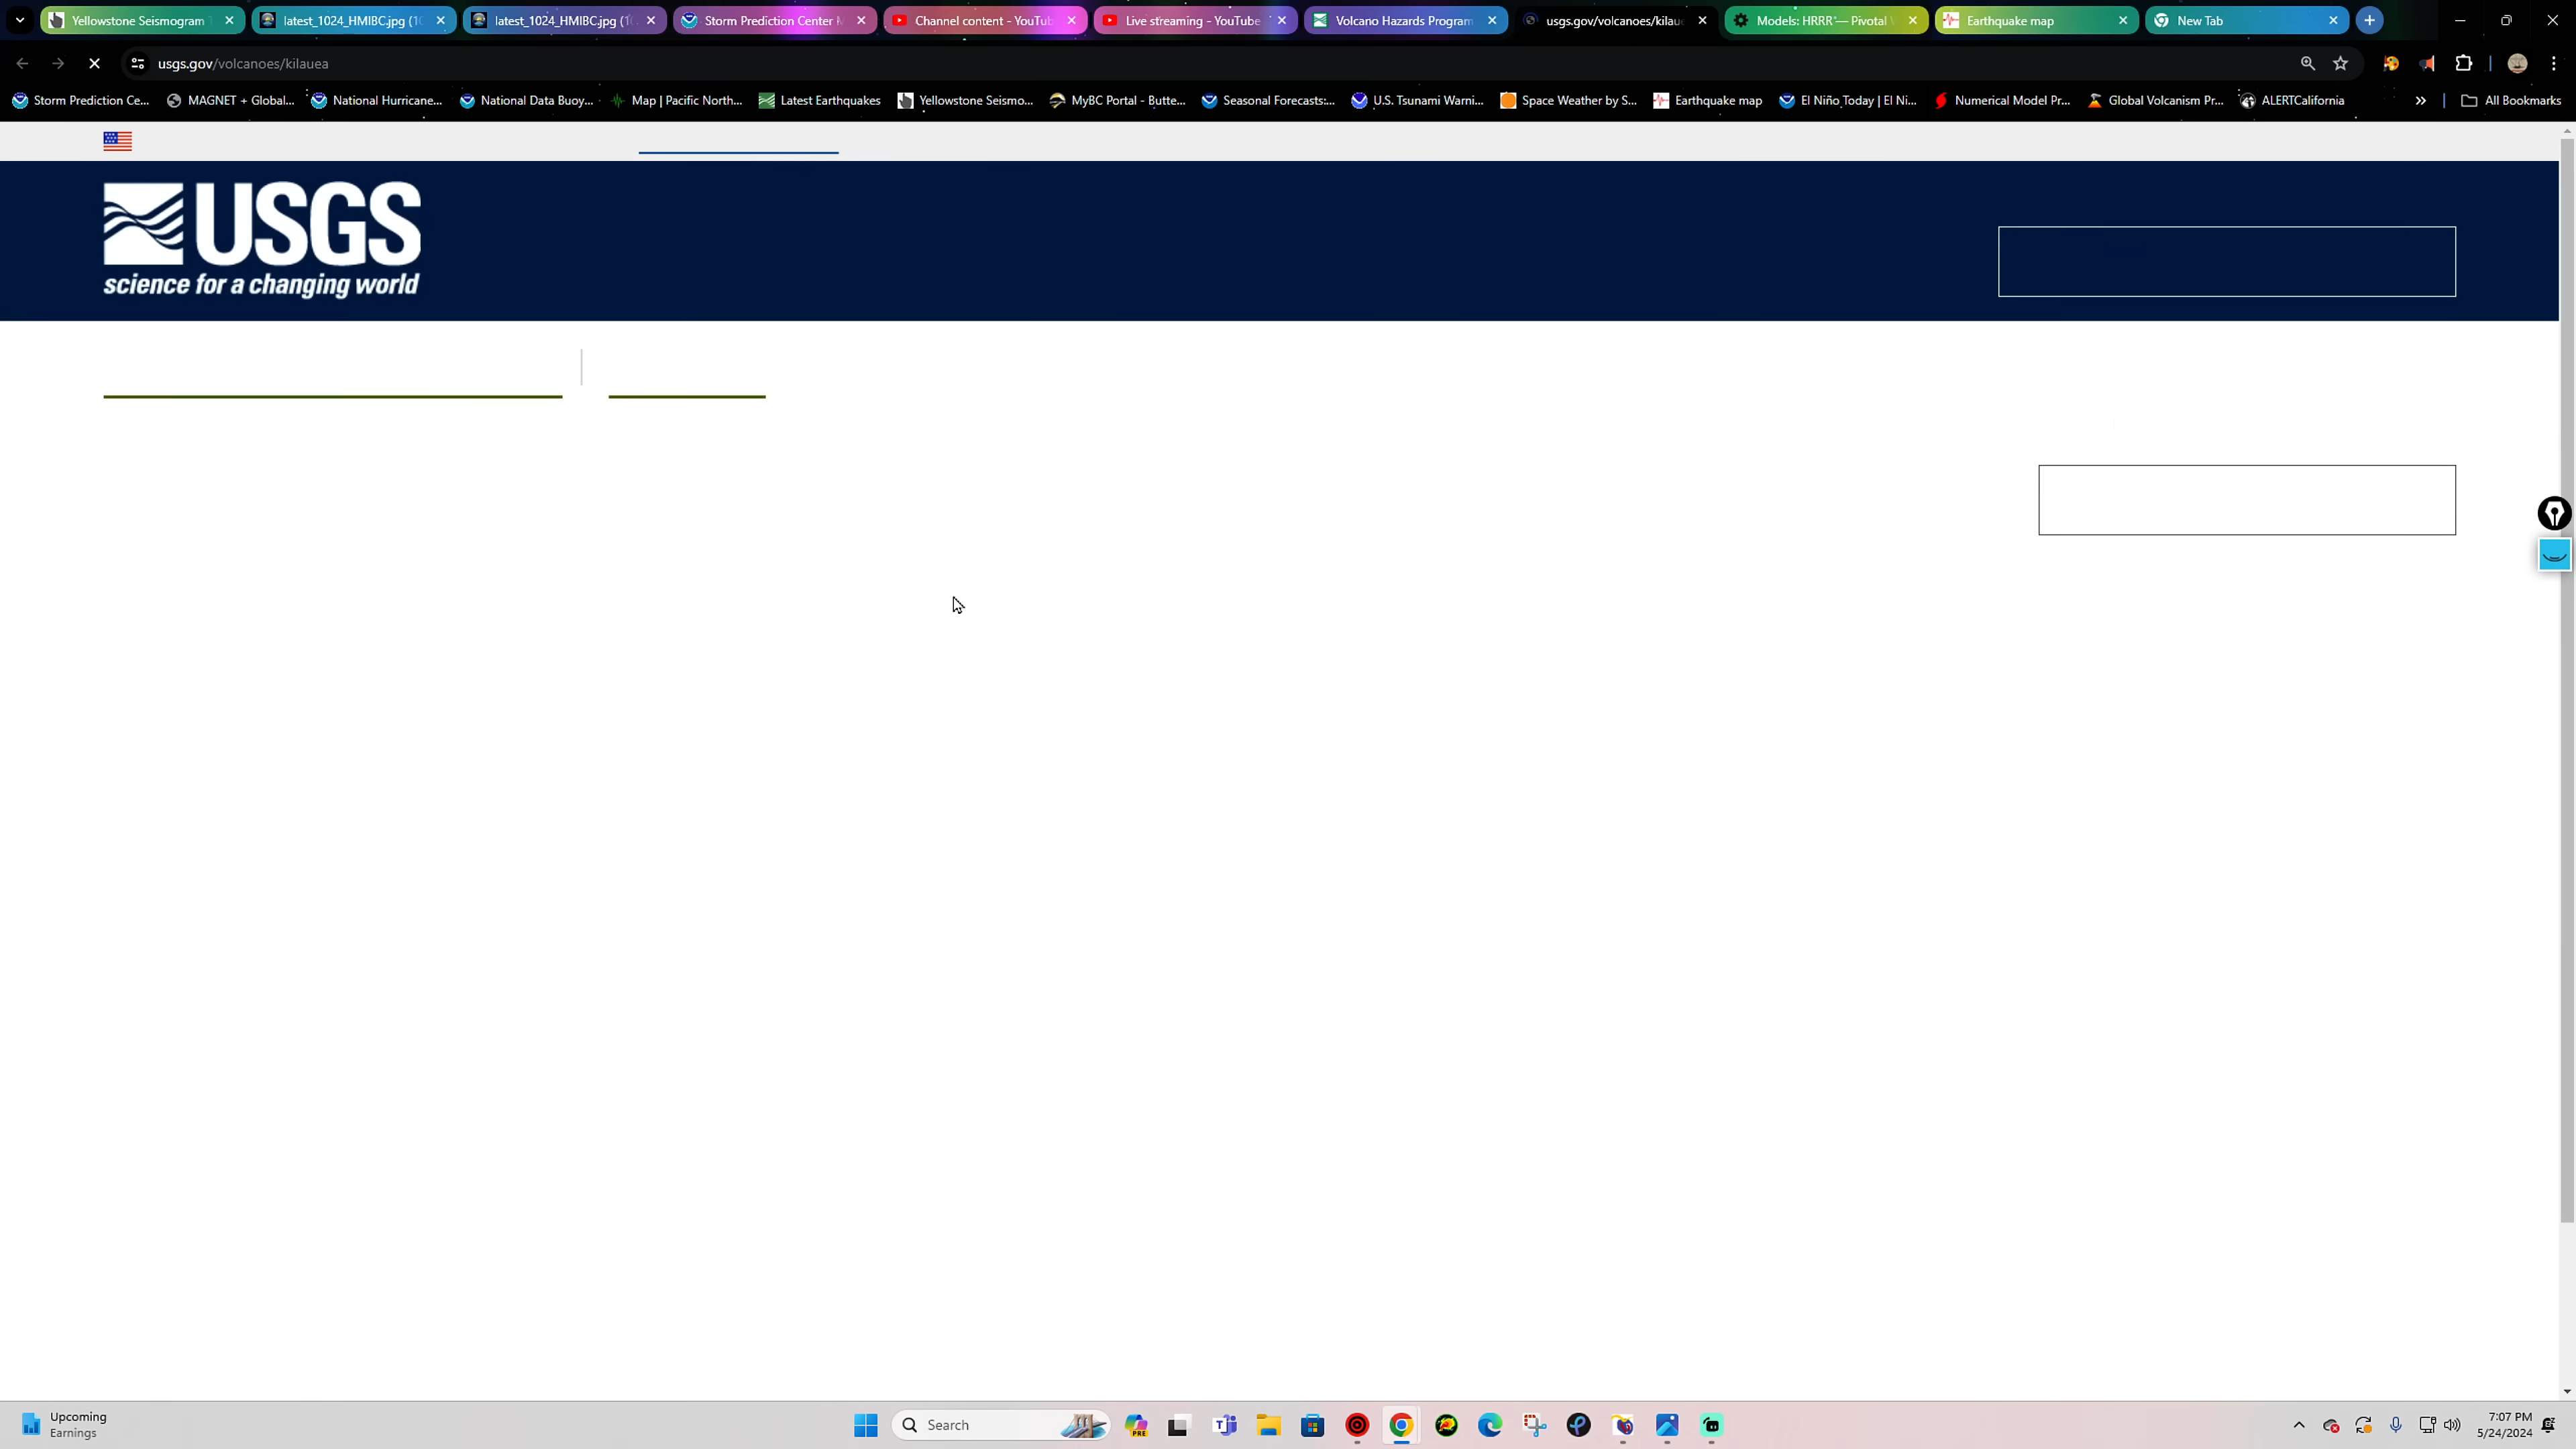 Yellowstone Seismogram
latest_1024_HMIBC.jpg (10
latest_1024_HMIBC.jpg (1
Storm Prediction Center
Channel content - YouTub
Live streaming - YouTube
Volcano Hazards Program
usgs.gov/volcanoes/kilaue
Models: HRRR — Pivotal
Earthquake map
New Tab
usgs.gov/volcanoes/kilauea
Storm Prediction Ce...
MAGNET + Global...
National Hurricane...
National Data Buoy...
Map | Pacific North...
Latest Earthquakes
Yellowstone Seismo...
MyBC Portal - Butte...
Seasonal Forecasts:...
U.S. Tsunami Warni...
Space Weather by S...
Earthquake map
El Niño Today | El Ni...
Numerical Model Pr...
Global Volcanism Pr...
ALERTCalifornia
All Bookmarks
USGS
science for a changing world
Upcoming
Earnings
Search
PRE
7:07 PM
5/24/2024